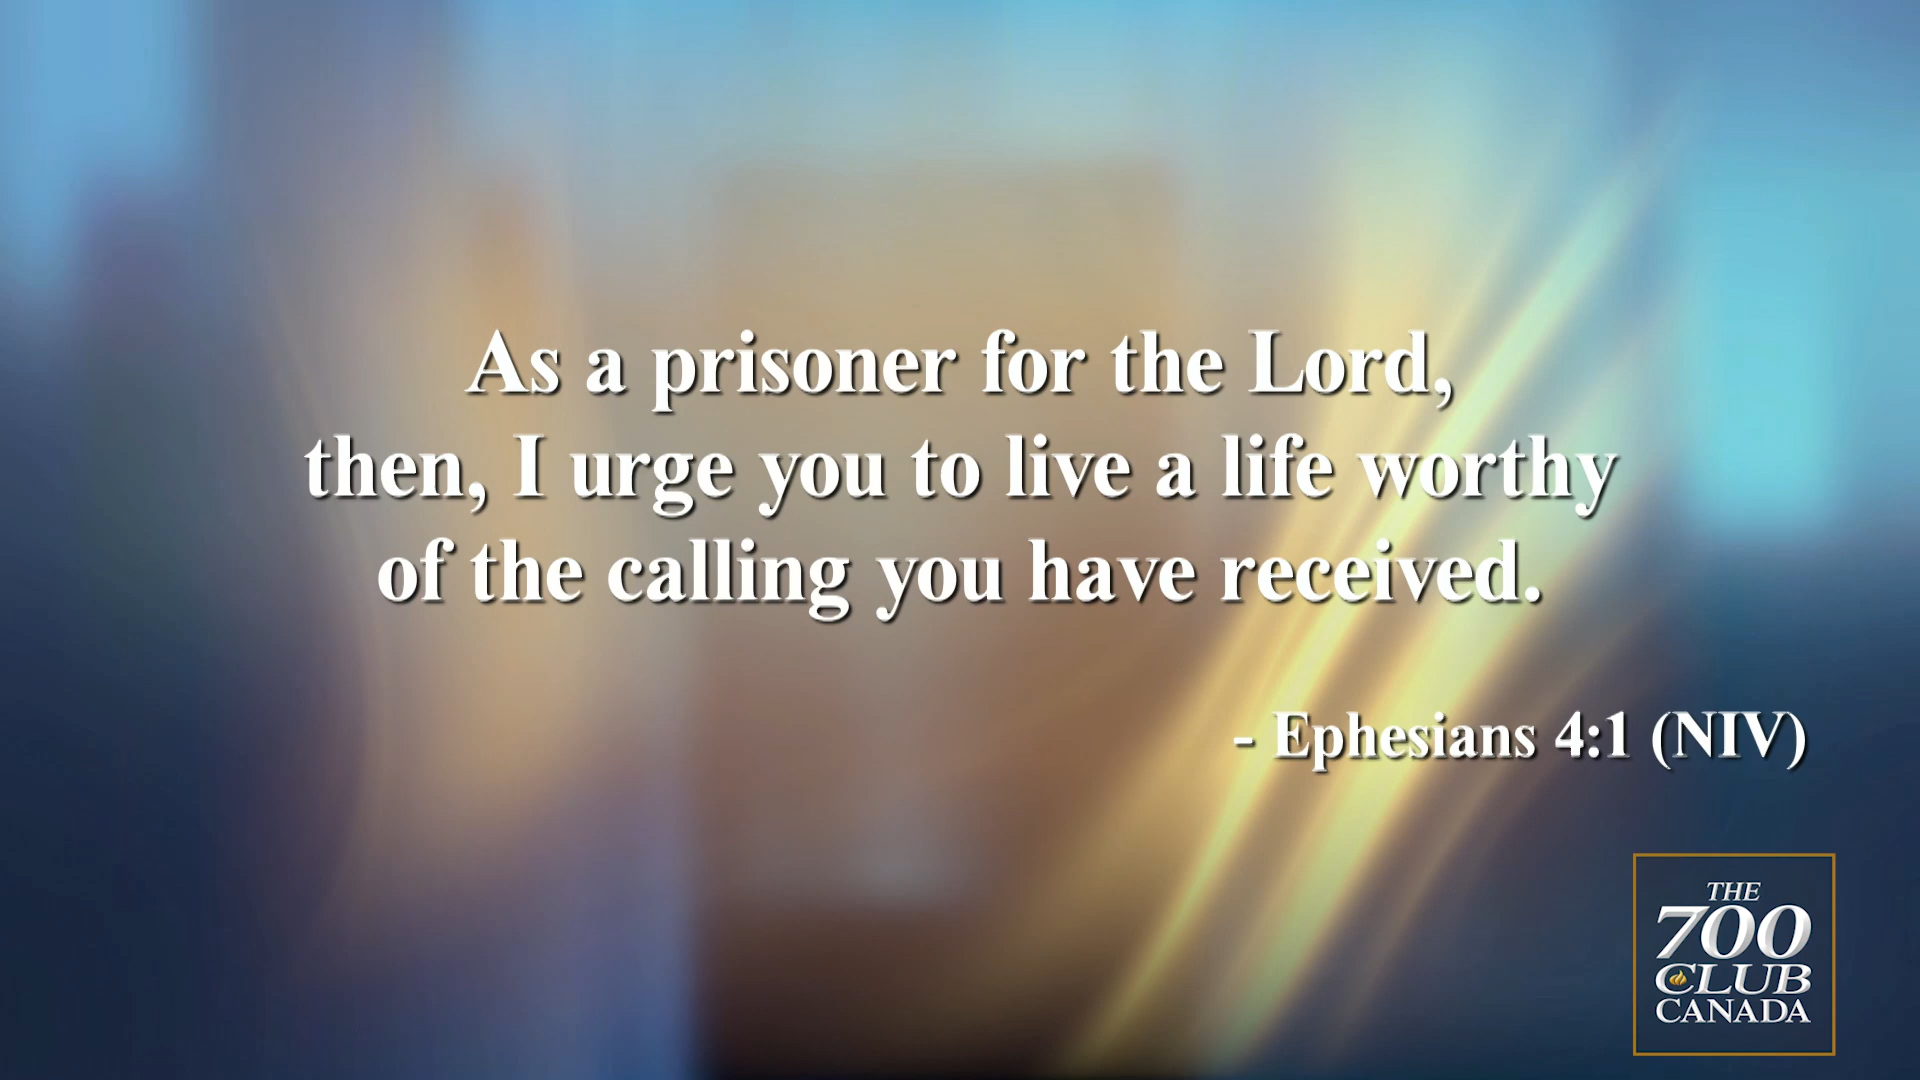 As a prisoner for the Lord,
then, I urge you to live a life worthy
of the calling you have received.
- Ephesians 4:1 (NIV)
THE
700
CLUB
CANADA